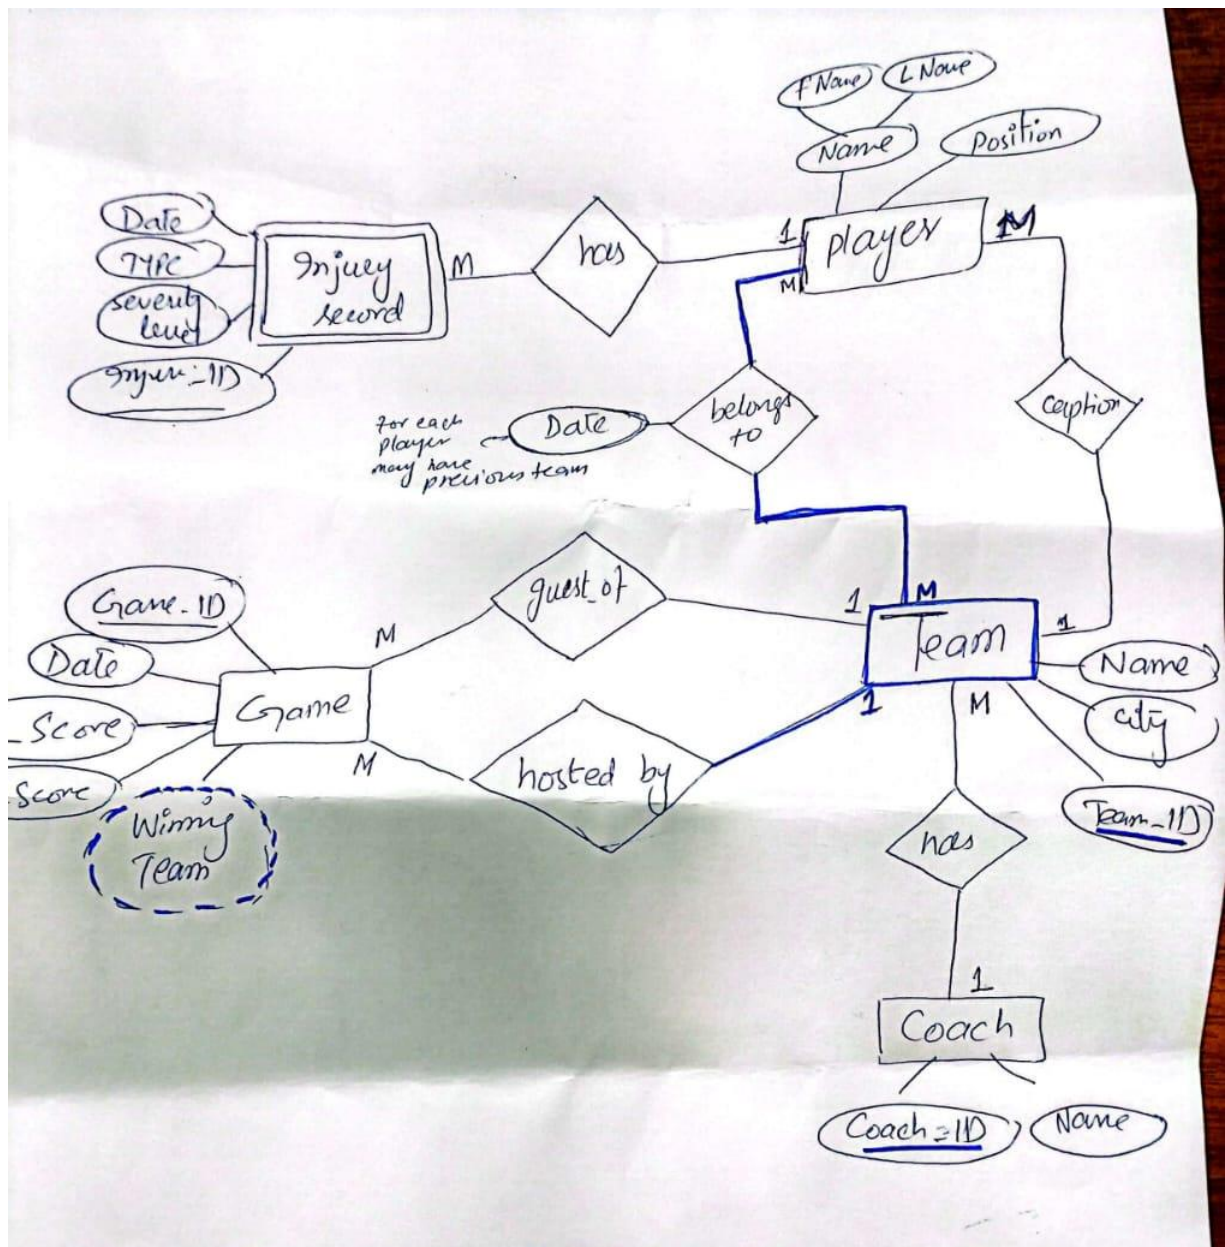 F Name
L Name
Name
Position
Date
TYPE
severity
level
Injury
record
M
has
1
player
M
M
belongs
to
Date
For each
player
may have
previous team
caption
Game_ID
Date
_Score
Score
Winnig
Team
Game
M
guest_of
1
M
Team
1
M
hosted by
1
M
Name
city
Team_ID
has
1
Coach
Coach_ID
Name